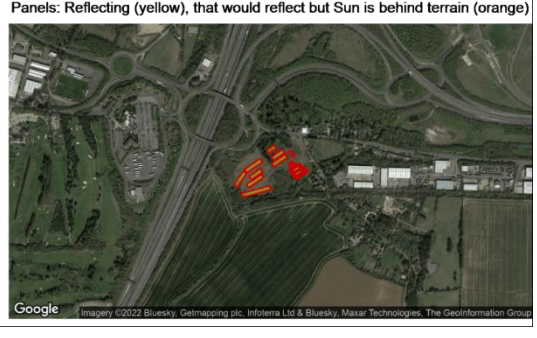 Panels: Reflecting (yellow), that would reflect but Sun is behind terrain (orange)
Google
Imagery ©2022 Bluesky, Getmapping plc, Infoterra Ltd & Bluesky, Maxar Technologies, The GeoInformation Group